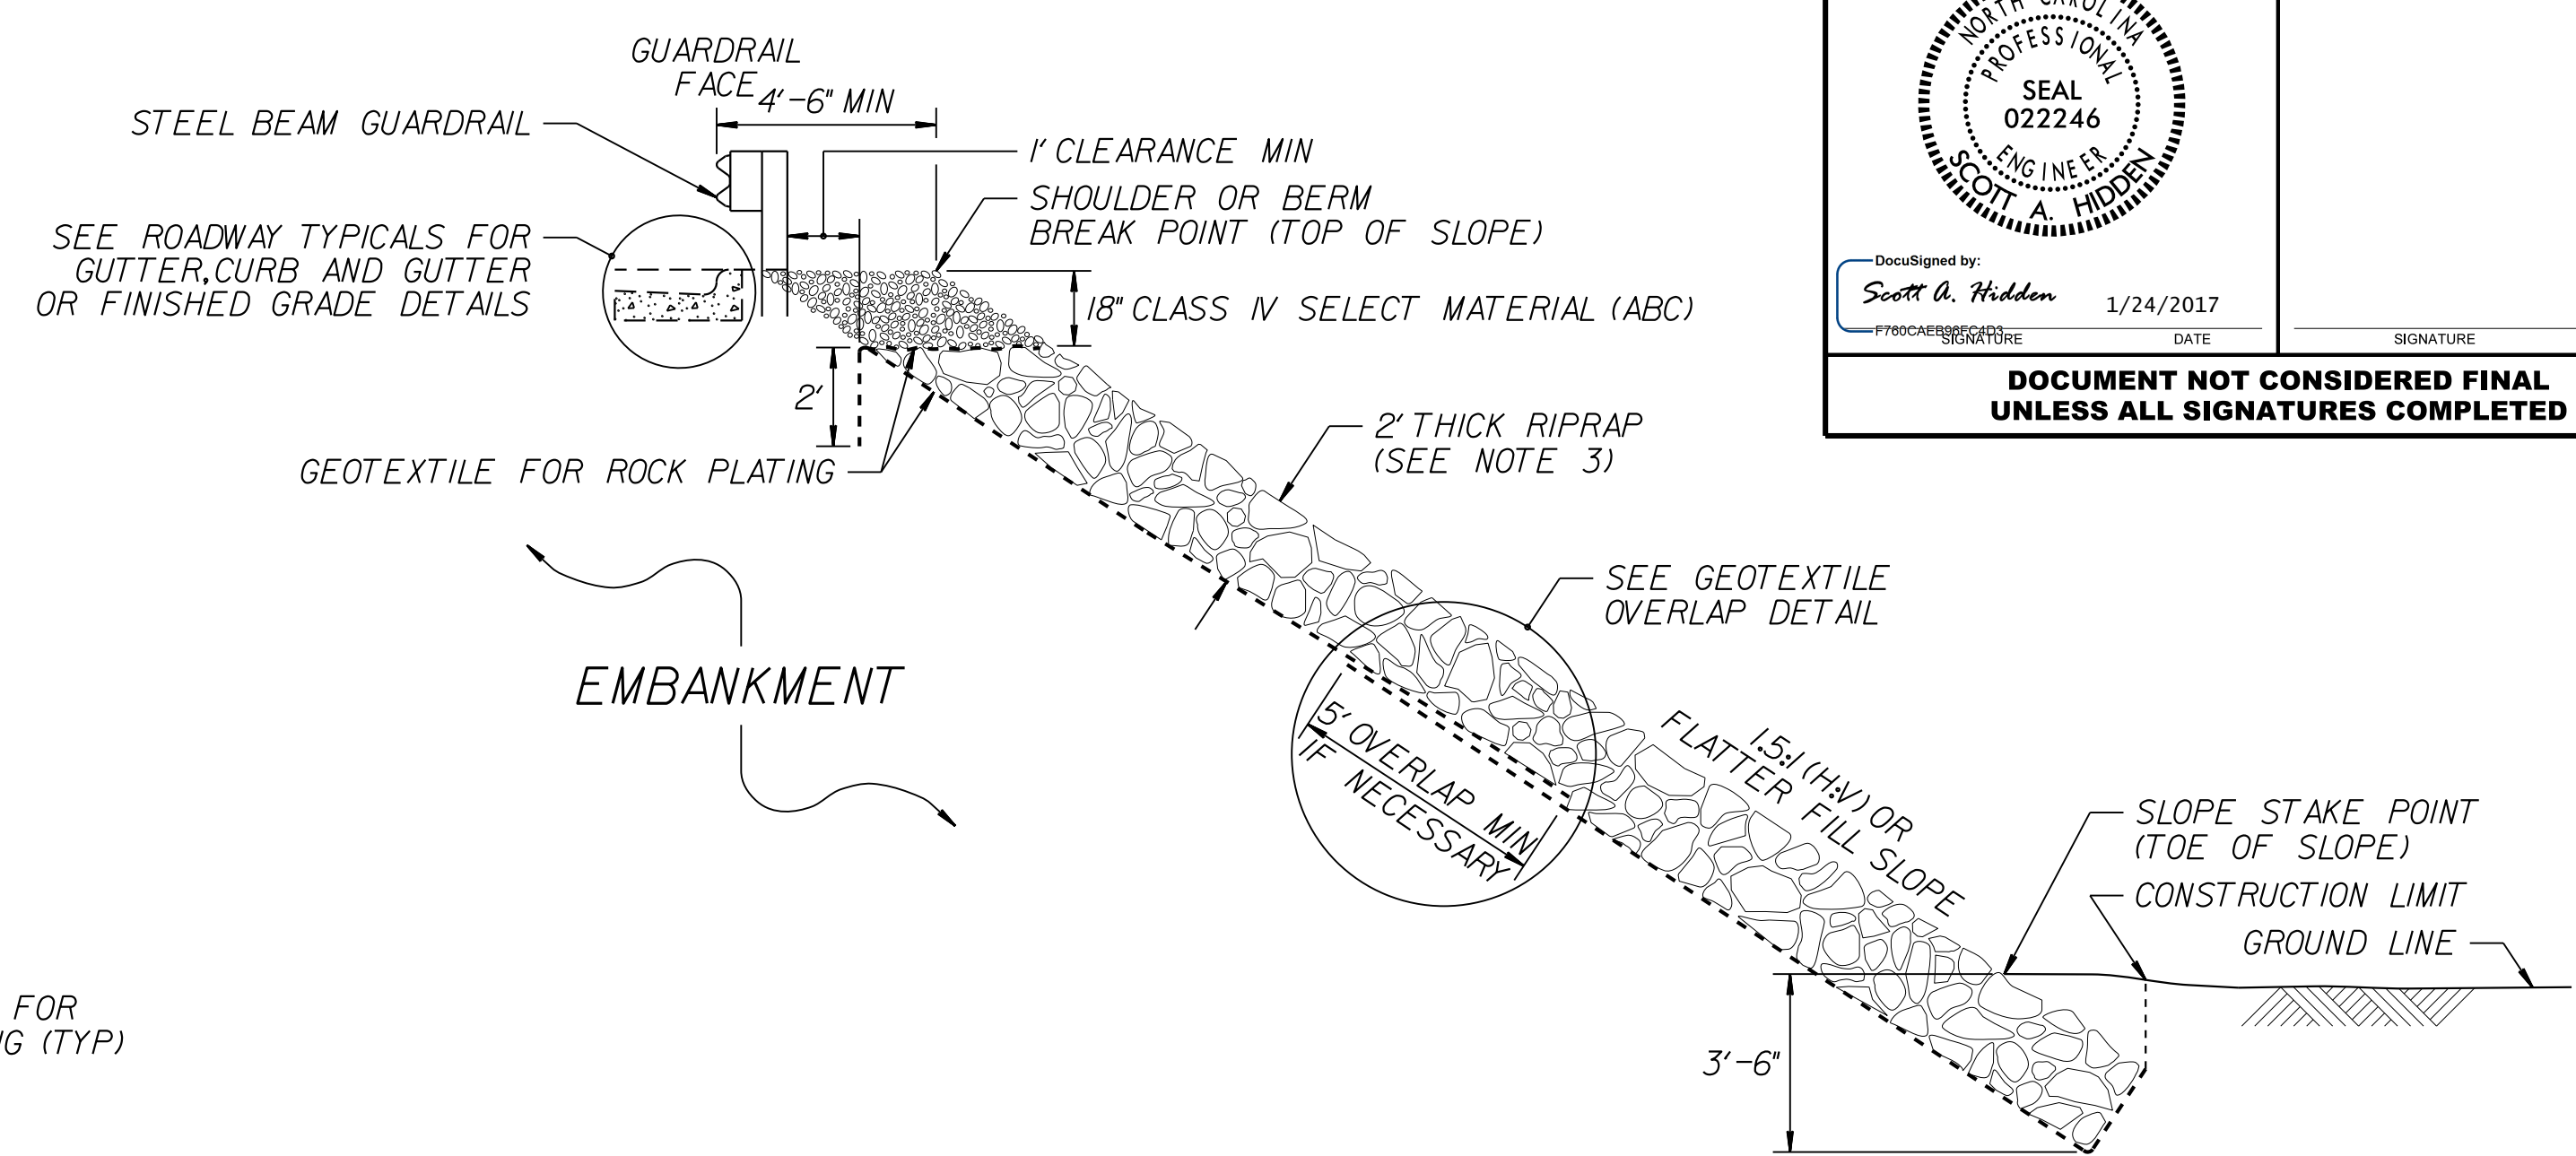 GUARDRAIL
FACE
4'-6" MIN
STEEL BEAM GUARDRAIL
1' CLEARANCE MIN
SHOULDER OR BERM
BREAK POINT (TOP OF SLOPE)
SEE ROADWAY TYPICALS FOR
GUTTER, CURB AND GUTTER
OR FINISHED GRADE DETAILS
18" CLASS IV SELECT MATERIAL (ABC)
2'
GEOTEXTILE FOR ROCK PLATING
2' THICK RIPRAP
(SEE NOTE 3)
SEE GEOTEXTILE
OVERLAP DETAIL
EMBANKMENT
5' OVERLAP MIN
IF NECESSARY
1.5:1 (H:V) OR
FLATTER FILL SLOPE
SLOPE STAKE POINT
(TOE OF SLOPE)
CONSTRUCTION LIMIT
GROUND LINE
3'-6"
FOR
G (TYP)
NORTH CAROLINA
PROFESSIONAL
SEAL
022246
ENGINEER
SCOTT A. HIDDEN
DocuSigned by:
Scott A. Hidden
1/24/2017
F760CAEB96EC4D3...
SIGNATURE
DATE
SIGNATURE
DOCUMENT NOT CONSIDERED FINAL
UNLESS ALL SIGNATURES COMPLETED